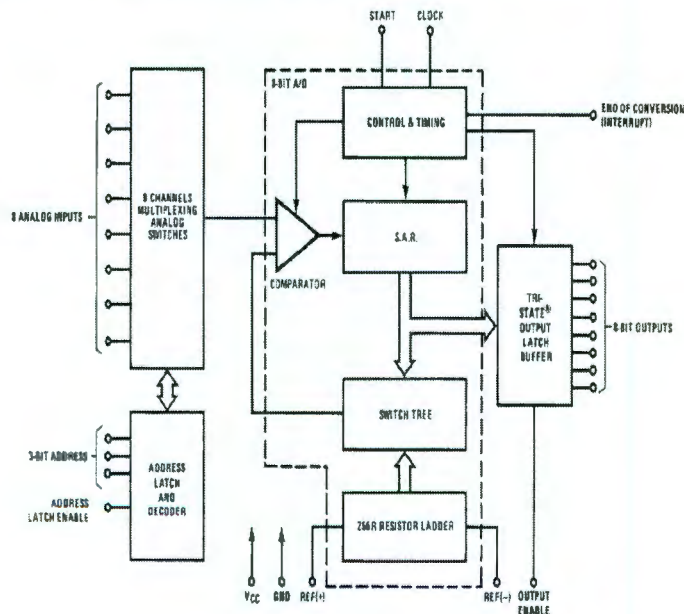 START
CLOCK
8-BIT A/D
CONTROL & TIMING
END OF CONVERSION
(INTERRUPT)
8 ANALOG INPUTS
8 CHANNELS
MULTIPLEXING
ANALOG
SWITCHES
S.A.R.
COMPARATOR
TRI-
STATE®
OUTPUT
LATCH
BUFFER
8-BIT OUTPUTS
SWITCH TREE
3-BIT ADDRESS
ADDRESS
LATCH ENABLE
ADDRESS
LATCH
AND
DECODER
256R RESISTOR LADDER
VCC
GND
REF(+)
REF(−)
OUTPUT
ENABLE